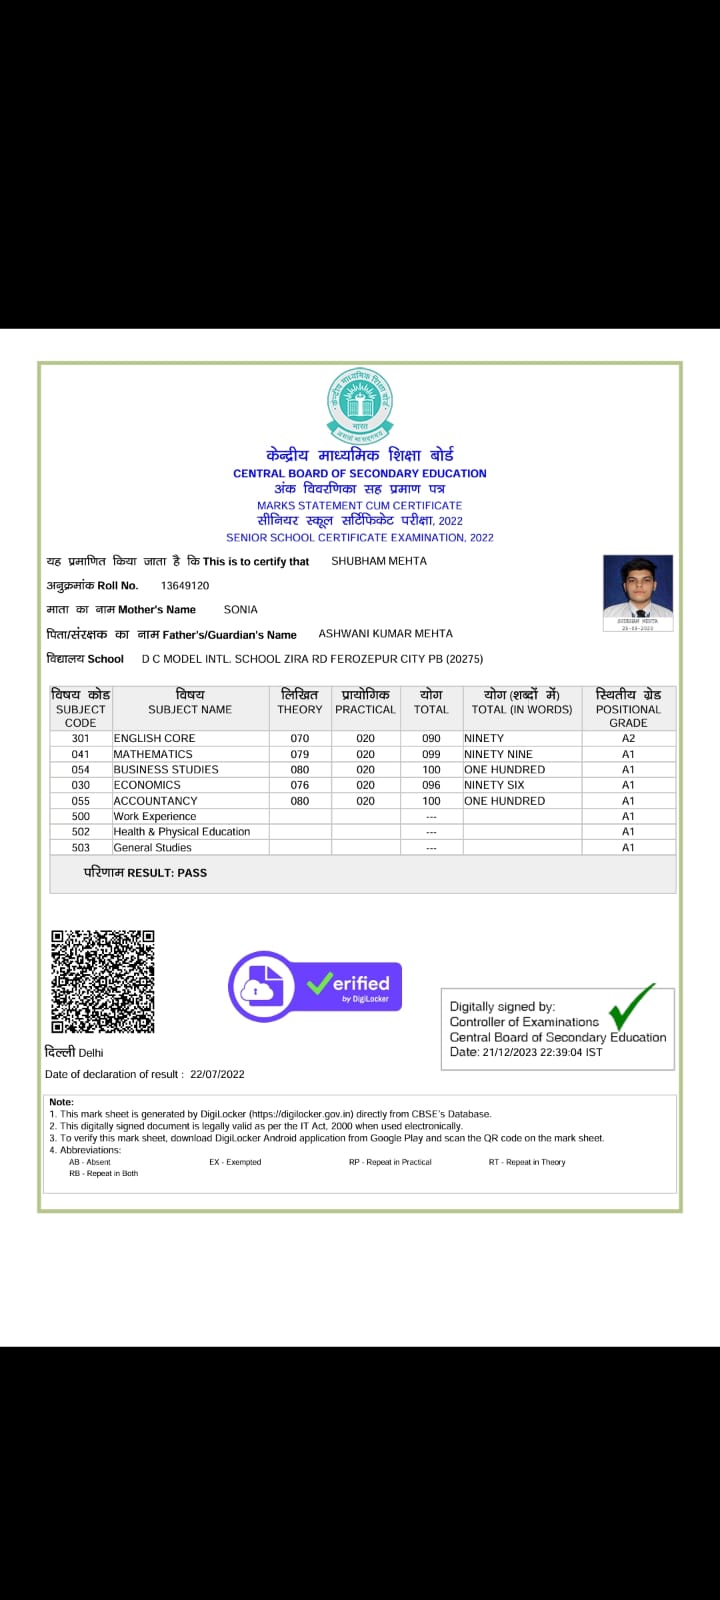 केन्द्रीय माध्यमिक शिक्षा बोर्ड
भारत
असतो मा सद्गमय
केन्द्रीय माध्यमिक शिक्षा बोर्ड
CENTRAL BOARD OF SECONDARY EDUCATION
अंक विवरणिका सह प्रमाण पत्र
MARKS STATEMENT CUM CERTIFICATE
सीनियर स्कूल सर्टिफिकेट परीक्षा, 2022
SENIOR SCHOOL CERTIFICATE EXAMINATION, 2022
यह प्रमाणित किया जाता है कि This is to certify that SHUBHAM MEHTA
अनुक्रमांक Roll No. 13649120
माता का नाम Mother's Name SONIA
पिता/संरक्षक का नाम Father's/Guardian's Name ASHWANI KUMAR MEHTA
विद्यालय School D C MODEL INTL. SCHOOL ZIRA RD FEROZEPUR CITY PB (20275)
SHUBHAM MEHTA
विषय कोड विषय लिखित प्रायोगिक योग योग (शब्दों में) स्थितीय ग्रेड
SUBJECT CODE SUBJECT NAME THEORY PRACTICAL TOTAL TOTAL (IN WORDS) POSITIONAL GRADE
301 ENGLISH CORE 070 020 090 NINETY A2
041 MATHEMATICS 079 020 099 NINETY NINE A1
054 BUSINESS STUDIES 080 020 100 ONE HUNDRED A1
030 ECONOMICS 076 020 096 NINETY SIX A1
055 ACCOUNTANCY 080 020 100 ONE HUNDRED A1
500 Work Experience --- A1
502 Health & Physical Education --- A1
503 General Studies --- A1
परिणाम RESULT: PASS
Verified
by DigiLocker
Digitally signed by:
Controller of Examinations
Central Board of Secondary Education
Date: 21/12/2023 22:39:04 IST
दिल्ली Delhi
Date of declaration of result : 22/07/2022
Note:
1. This mark sheet is generated by DigiLocker (https://digilocker.gov.in) directly from CBSE's Database.
2. This digitally signed document is legally valid as per the IT Act, 2000 when used electronically.
3. To verify this mark sheet, download DigiLocker Android application from Google Play and scan the QR code on the mark sheet.
4. Abbreviations:
AB - Absent EX - Exempted RP - Repeat in Practical RT - Repeat in Theory
RB - Repeat in Both